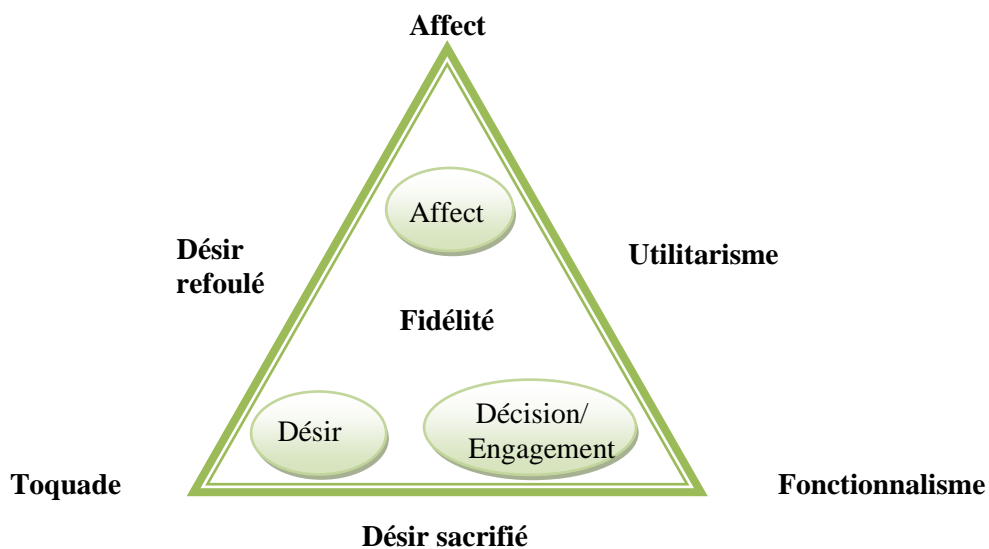 Affect
Affect
Désir
refoulé
Utilitarisme
Fidélité
Désir
Décision/
Engagement
Toquade
Fonctionnalisme
Désir sacrifié